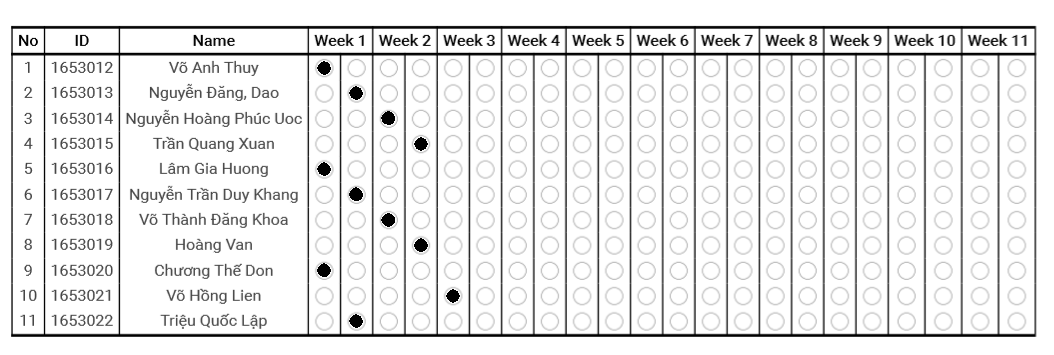 No ID Name Week 1 Week 2 Week 3 Week 4 Week 5 Week 6 Week 7 Week 8 Week 9 Week 10 Week 11
1 1653012 Võ Anh Thuy
2 1653013 Nguyễn Đăng, Dao
3 1653014 Nguyễn Hoàng Phúc Uoc
4 1653015 Trần Quang Xuan
5 1653016 Lâm Gia Huong
6 1653017 Nguyễn Trần Duy Khang
7 1653018 Võ Thành Đăng Khoa
8 1653019 Hoàng Van
9 1653020 Chương Thế Don
10 1653021 Võ Hồng Lien
11 1653022 Triệu Quốc Lập